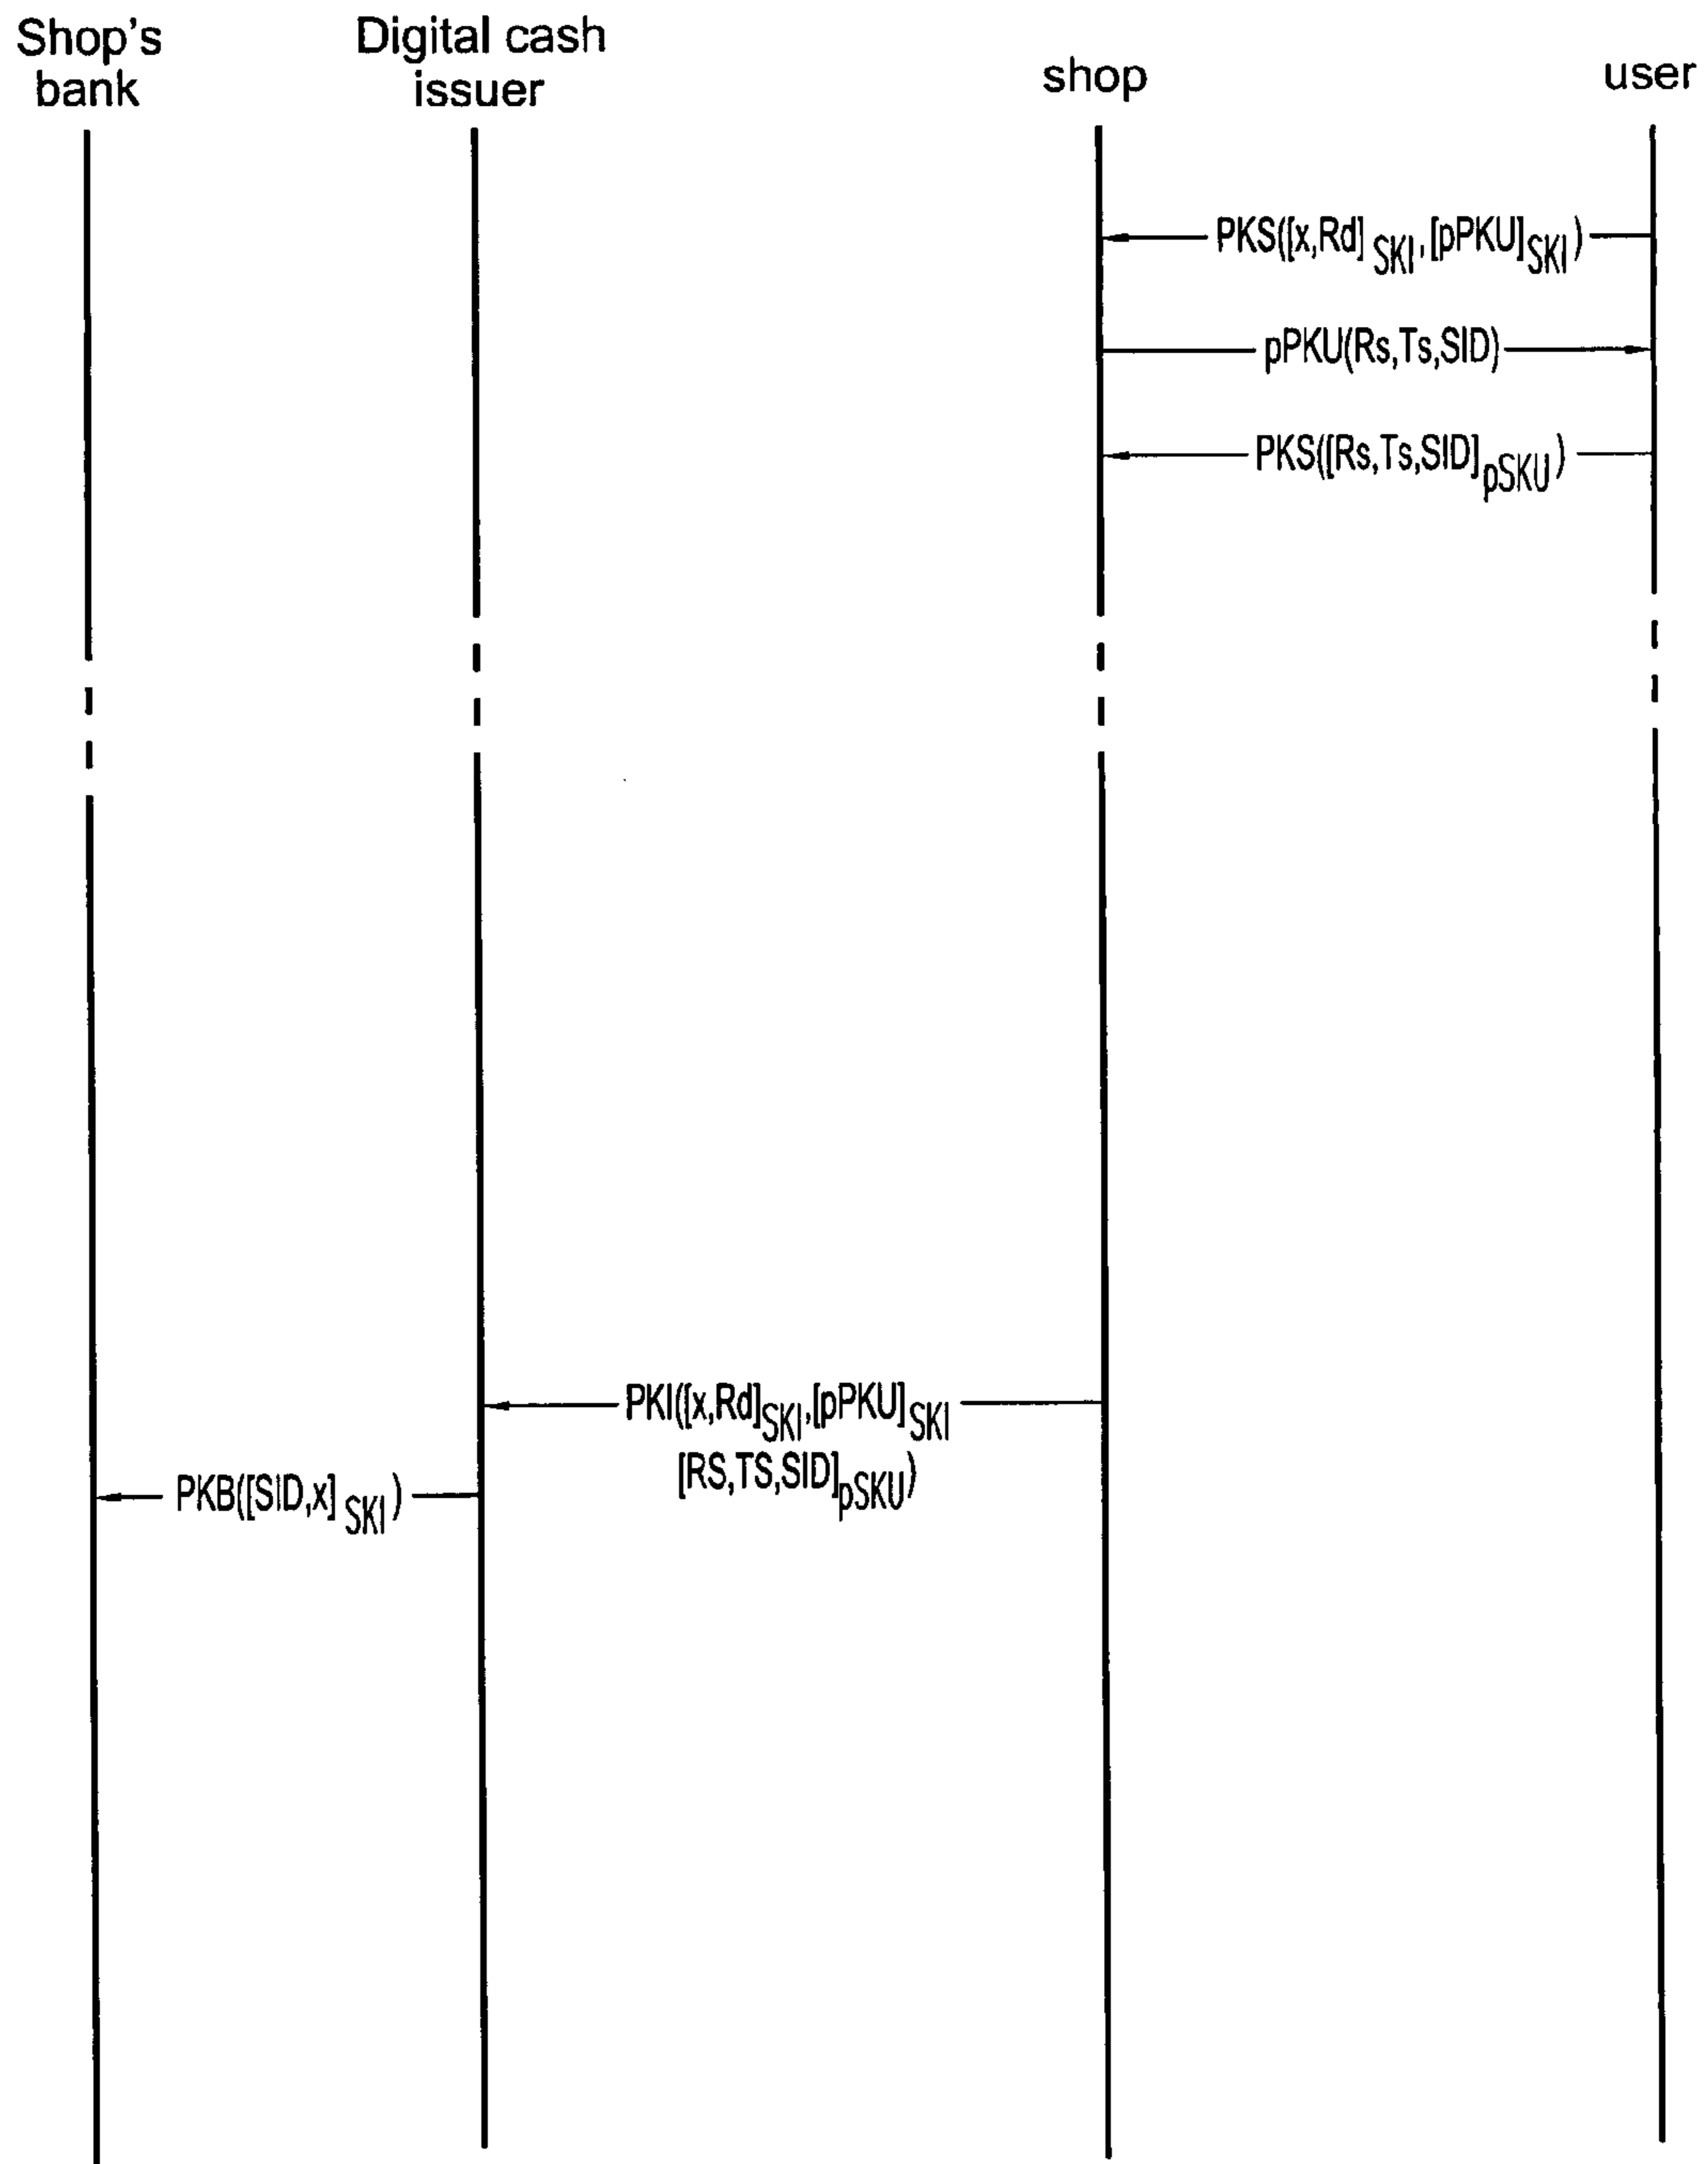 Shop's
bank
Digital cash
issuer
shop
user
PKS([x,Rd]SKI,[pPKU]SKI)
pPKU(Rs,Ts,SID)
PKS([Rs,Ts,SID]pSKU)
PKI([x,Rd]SKI,[pPKU]SKI
[RS,TS,SID]pSKU)
PKB([SID,x]SKI)